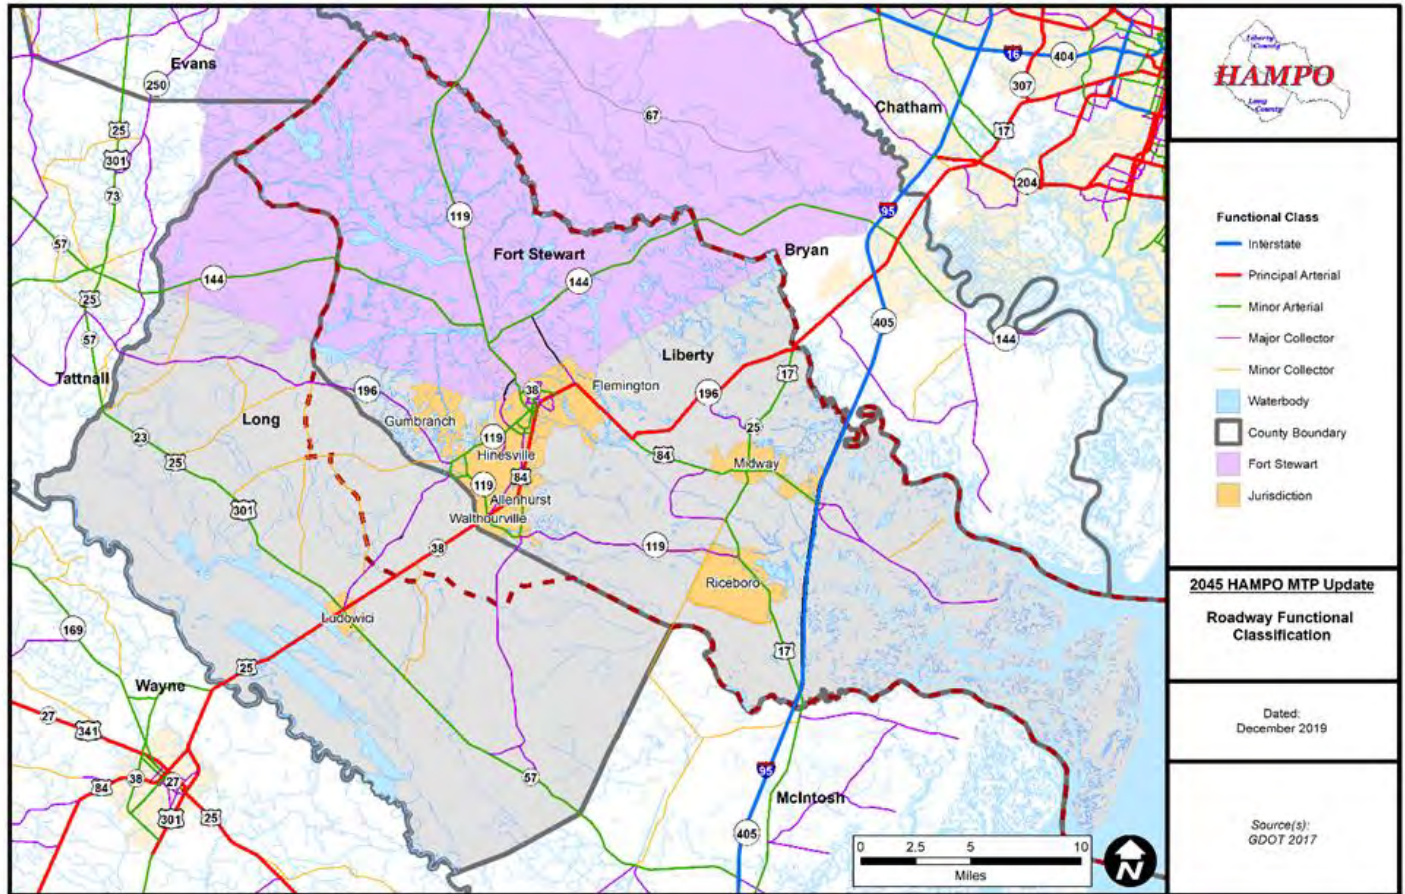 Evans
250
25
301
73
57
25
57
Tattnall
144
119
67
Fort Stewart
144
Chatham
16
404
307
17
204
95
Bryan
405
144
Liberty
17
196
25
Flemington
38
196
Gumbranch
119
Hinesville
84
84
Midway
119
Allenhurst
Walthourville
Long
23
25
301
38
119
Riceboro
Ludowici
17
169
25
Wayne
27
341
84
38
27
301
25
57
95
McIntosh
405
0 2.5 5 10
Miles
N
Liberty
County
HAMPO
Long
County
Functional Class
Interstate
Principal Arterial
Minor Arterial
Major Collector
Minor Collector
Waterbody
County Boundary
Fort Stewart
Jurisdiction
2045 HAMPO MTP Update
Roadway Functional
Classification
Dated:
December 2019
Source(s):
GDOT 2017